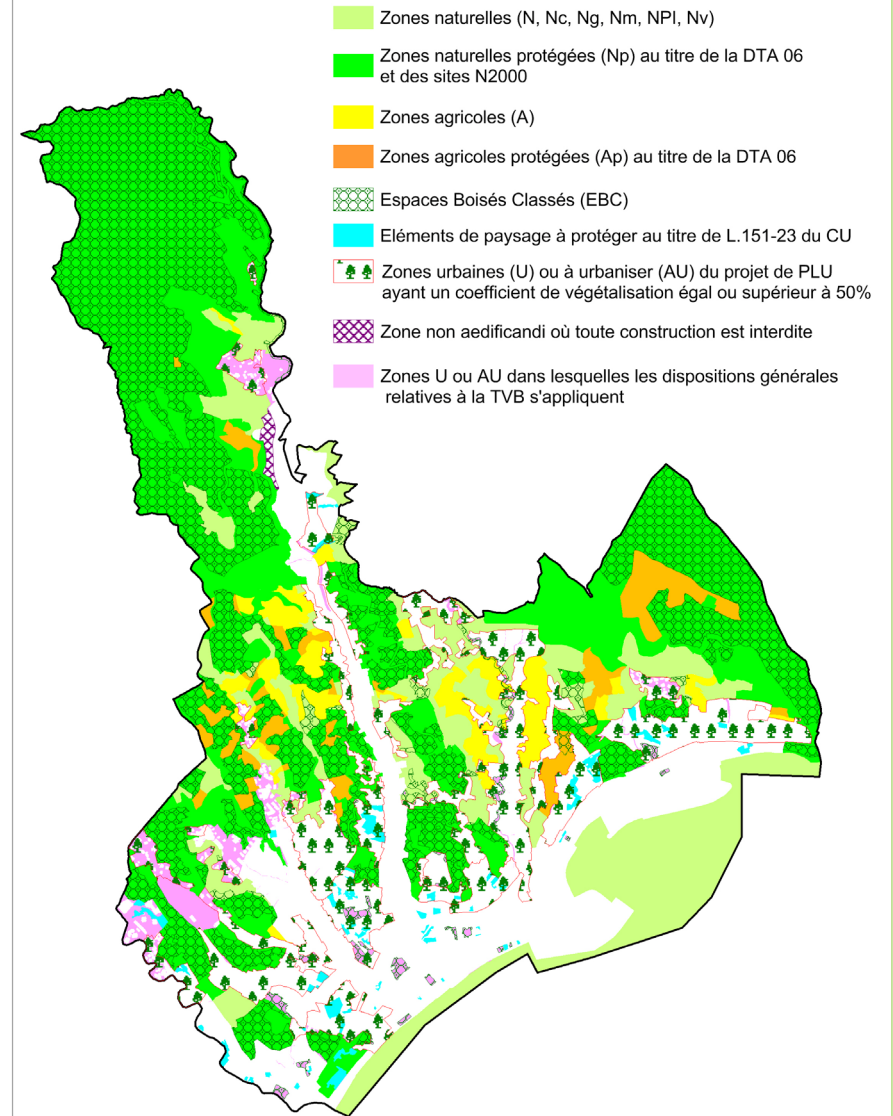 Zones naturelles (N, Nc, Ng, Nm, NPl, Nv)
Zones naturelles protégées (Np) au titre de la DTA 06
et des sites N2000
Zones agricoles (A)
Zones agricoles protégées (Ap) au titre de la DTA 06
Espaces Boisés Classés (EBC)
Eléments de paysage à protéger au titre de L.151-23 du CU
Zones urbaines (U) ou à urbaniser (AU) du projet de PLU
ayant un coefficient de végétalisation égal ou supérieur à 50%
Zone non aedificandi où toute construction est interdite
Zones U ou AU dans lesquelles les dispositions générales
relatives à la TVB s'appliquent